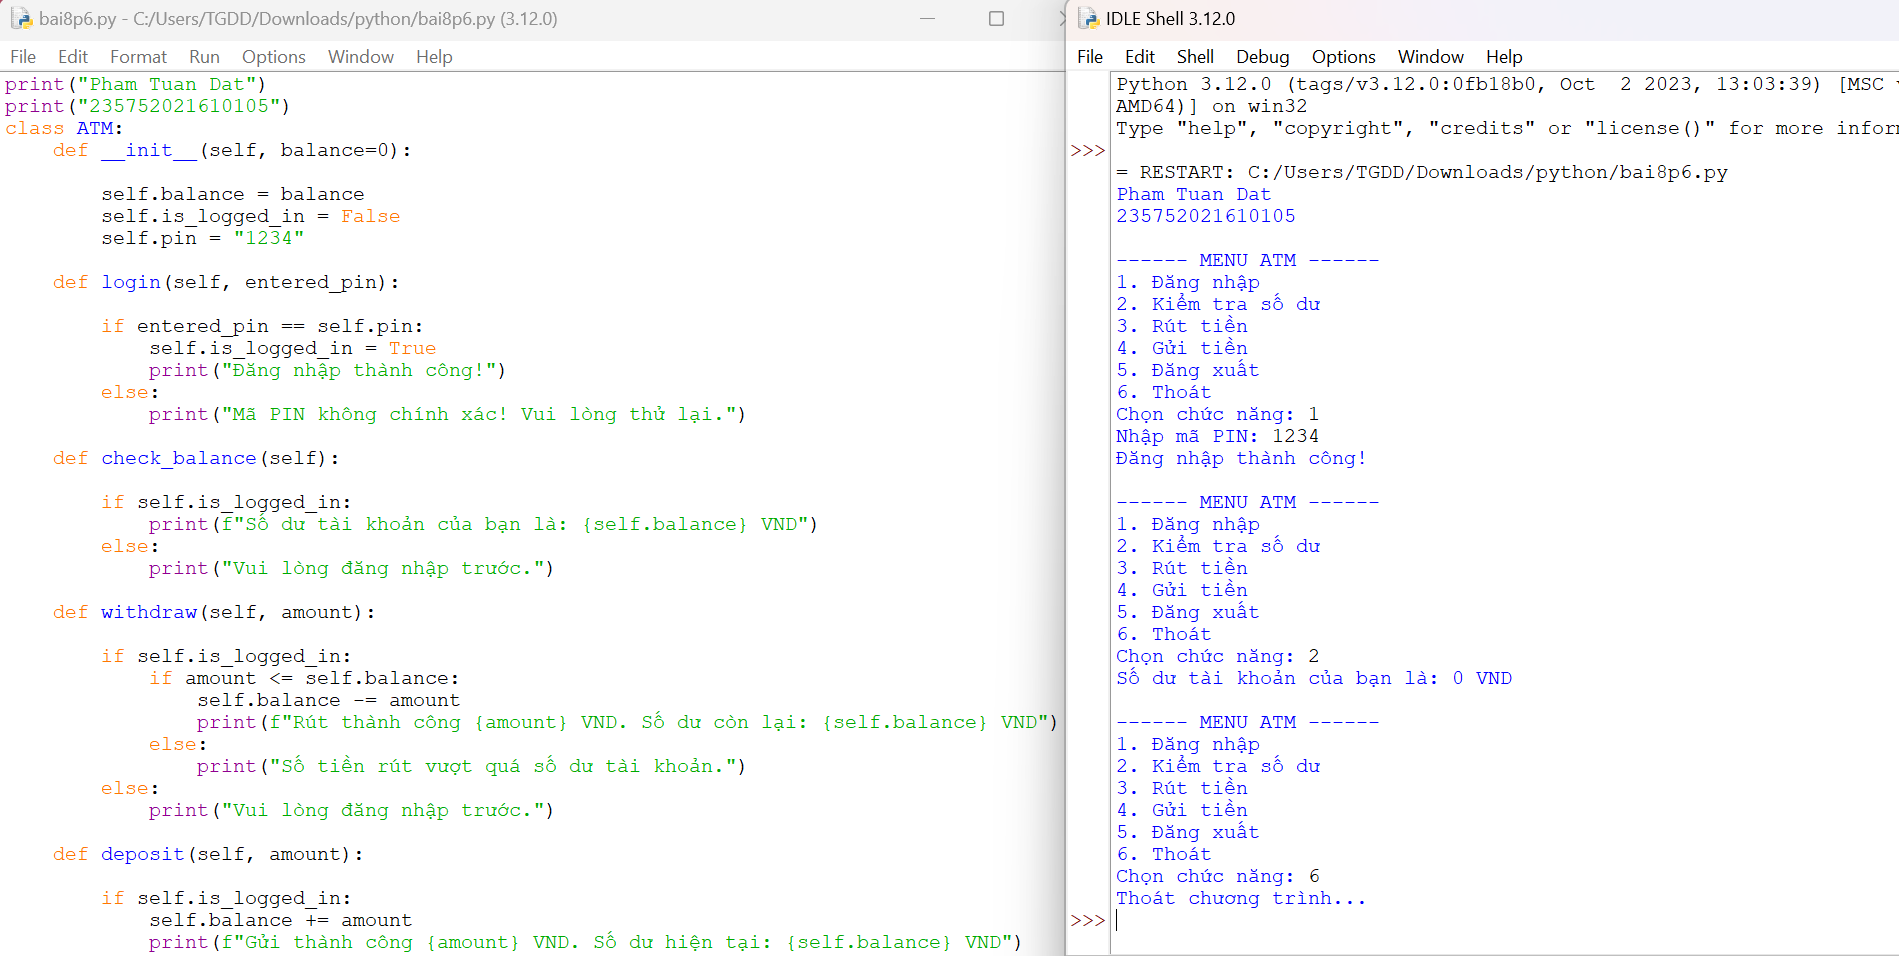 bai8p6.py - C:/Users/TGDD/Downloads/python/bai8p6.py (3.12.0)
File Edit Format Run Options Window Help
print("Pham Tuan Dat")
print("235752021610105")
class ATM:
    def __init__(self, balance=0):
        self.balance = balance
        self.is_logged_in = False
        self.pin = "1234"
    def login(self, entered_pin):
        if entered_pin == self.pin:
            self.is_logged_in = True
            print("Đăng nhập thành công!")
        else:
            print("Mã PIN không chính xác! Vui lòng thử lại.")
    def check_balance(self):
        if self.is_logged_in:
            print(f"Số dư tài khoản của bạn là: {self.balance} VND")
        else:
            print("Vui lòng đăng nhập trước.")
    def withdraw(self, amount):
        if self.is_logged_in:
            if amount <= self.balance:
                self.balance -= amount
                print(f"Rút thành công {amount} VND. Số dư còn lại: {self.balance} VND")
            else:
                print("Số tiền rút vượt quá số dư tài khoản.")
        else:
            print("Vui lòng đăng nhập trước.")
    def deposit(self, amount):
        if self.is_logged_in:
            self.balance += amount
            print(f"Gửi thành công {amount} VND. Số dư hiện tại: {self.balance} VND")
IDLE Shell 3.12.0
File Edit Shell Debug Options Window Help
Python 3.12.0 (tags/v3.12.0:0fb18b0, Oct  2 2023, 13:03:39) [MSC
AMD64)] on win32
Type "help", "copyright", "credits" or "license()" for more
>>>
= RESTART: C:/Users/TGDD/Downloads/python/bai8p6.py
Pham Tuan Dat
235752021610105
------ MENU ATM ------
1. Đăng nhập
2. Kiểm tra số dư
3. Rút tiền
4. Gửi tiền
5. Đăng xuất
6. Thoát
Chọn chức năng: 1
Nhập mã PIN: 1234
Đăng nhập thành công!
------ MENU ATM ------
1. Đăng nhập
2. Kiểm tra số dư
3. Rút tiền
4. Gửi tiền
5. Đăng xuất
6. Thoát
Chọn chức năng: 2
Số dư tài khoản của bạn là: 0 VND
------ MENU ATM ------
1. Đăng nhập
2. Kiểm tra số dư
3. Rút tiền
4. Gửi tiền
5. Đăng xuất
6. Thoát
Chọn chức năng: 6
Thoát chương trình...
>>>